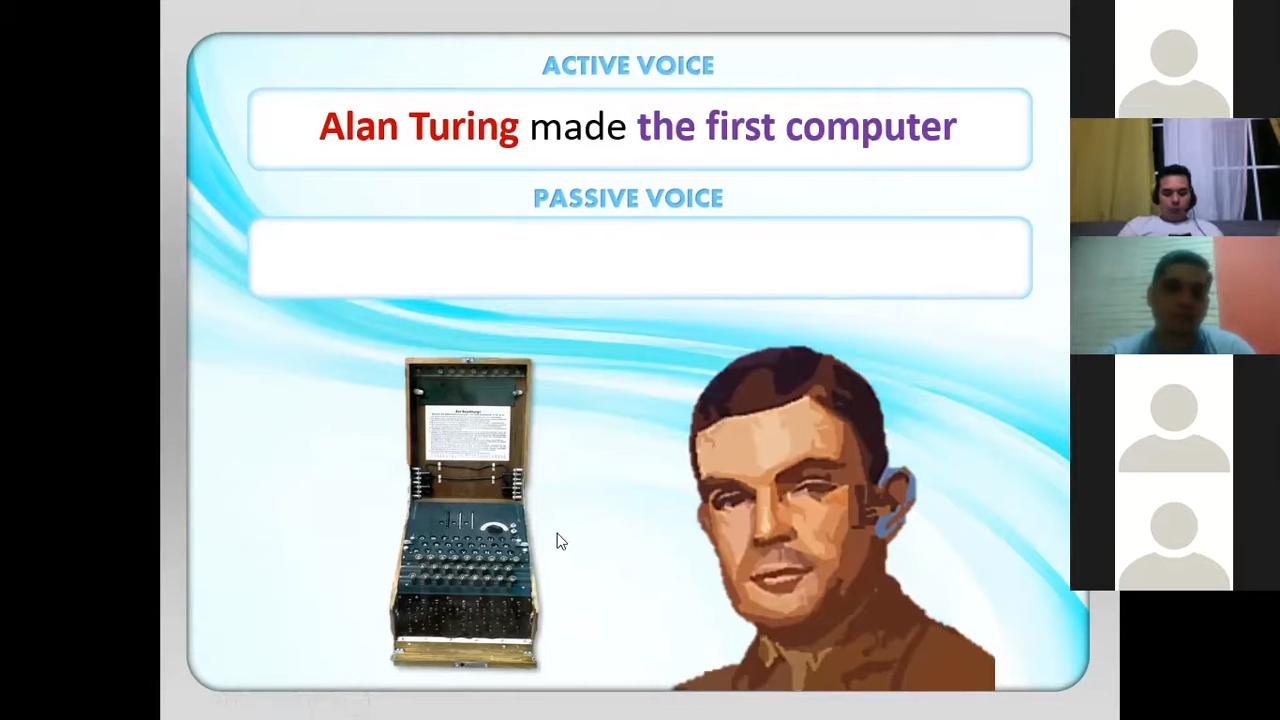 ACTIVE VOICE
Alan Turing made the first computer
PASSIVE VOICE